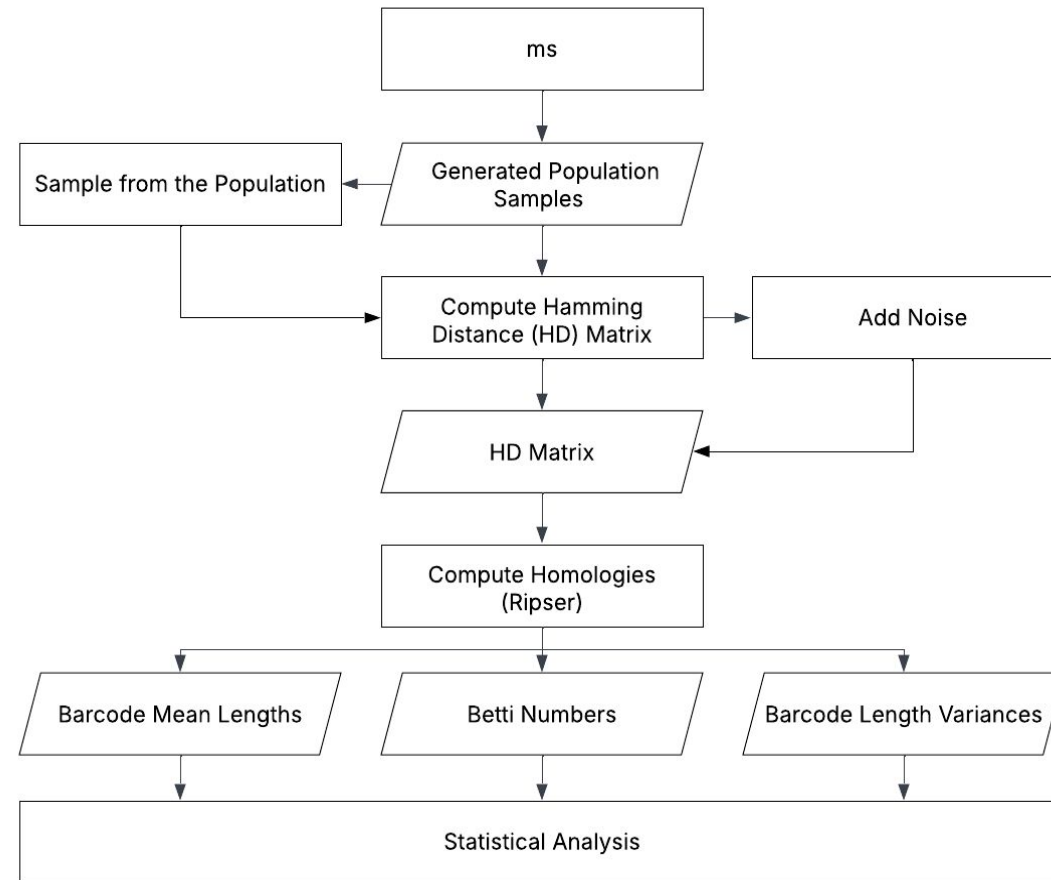 ms
Sample from the Population
Generated Population
Samples
Compute Hamming
Distance (HD) Matrix
Add Noise
HD Matrix
Compute Homologies
(Ripser)
Barcode Mean Lengths
Betti Numbers
Barcode Length Variances
Statistical Analysis